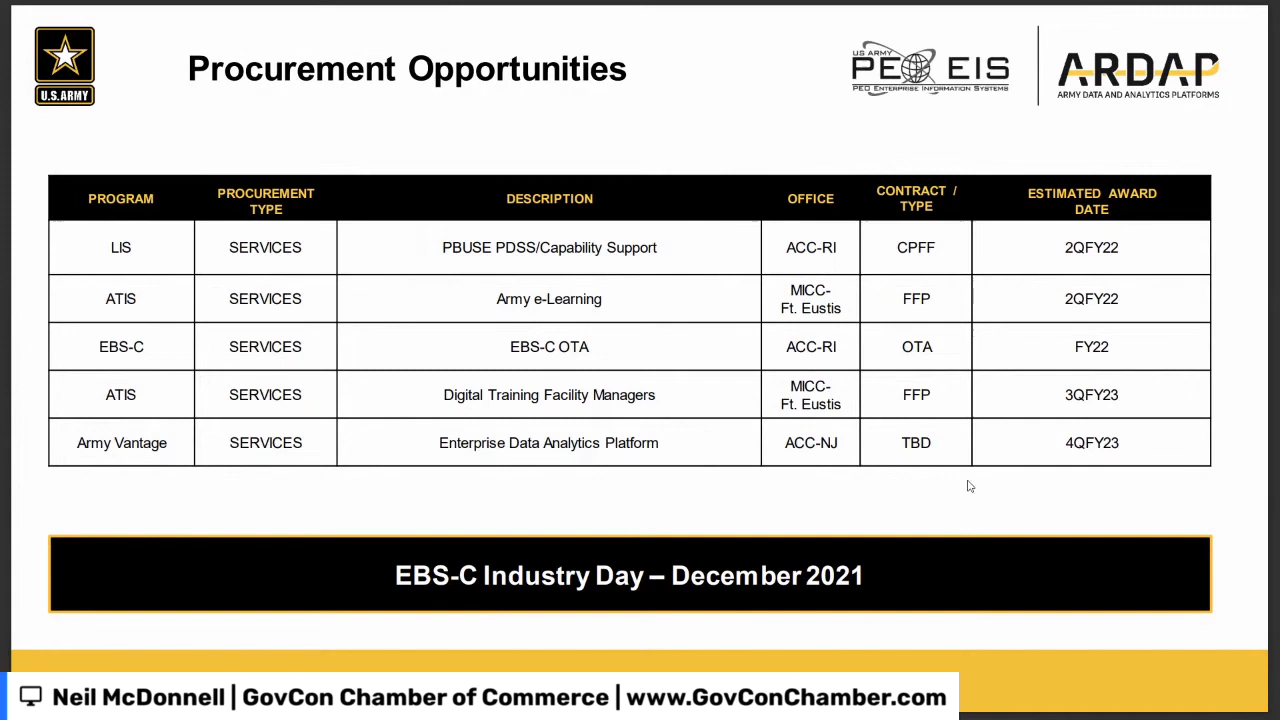 U.S. ARMY
Procurement Opportunities
US ARMY
PEO EIS
PEO ENTERPRISE INFORMATION SYSTEMS
ARDAP
ARMY DATA AND ANALYTICS PLATFORMS
PROGRAM PROCUREMENT TYPE DESCRIPTION OFFICE CONTRACT / TYPE ESTIMATED AWARD DATE
LIS SERVICES PBUSE PDSS/Capability Support ACC-RI CPFF 2QFY22
ATIS SERVICES Army e-Learning MICC- Ft. Eustis FFP 2QFY22
EBS-C SERVICES EBS-C OTA ACC-RI OTA FY22
ATIS SERVICES Digital Training Facility Managers MICC- Ft. Eustis FFP 3QFY23
Army Vantage SERVICES Enterprise Data Analytics Platform ACC-NJ TBD 4QFY23
EBS-C Industry Day – December 2021
Neil McDonnell | GovCon Chamber of Commerce | www.GovConChamber.com